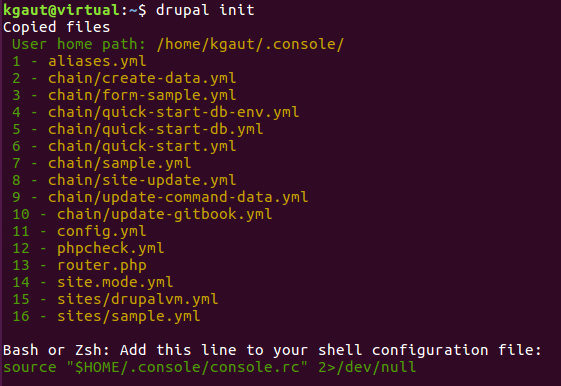 kgaut@virtual:~$ drupal init
Copied files
User home path: /home/kgaut/.console/
1 - aliases.yml
2 - chain/create-data.yml
3 - chain/form-sample.yml
4 - chain/quick-start-db-env.yml
5 - chain/quick-start-db.yml
6 - chain/quick-start.yml
7 - chain/sample.yml
8 - chain/site-update.yml
9 - chain/update-command-data.yml
10 - chain/update-gitbook.yml
11 - config.yml
12 - phpcheck.yml
13 - router.php
14 - site.mode.yml
15 - sites/drupalvm.yml
16 - sites/sample.yml
Bash or Zsh: Add this line to your shell configuration file:
source "$HOME/.console/console.rc" 2>/dev/null